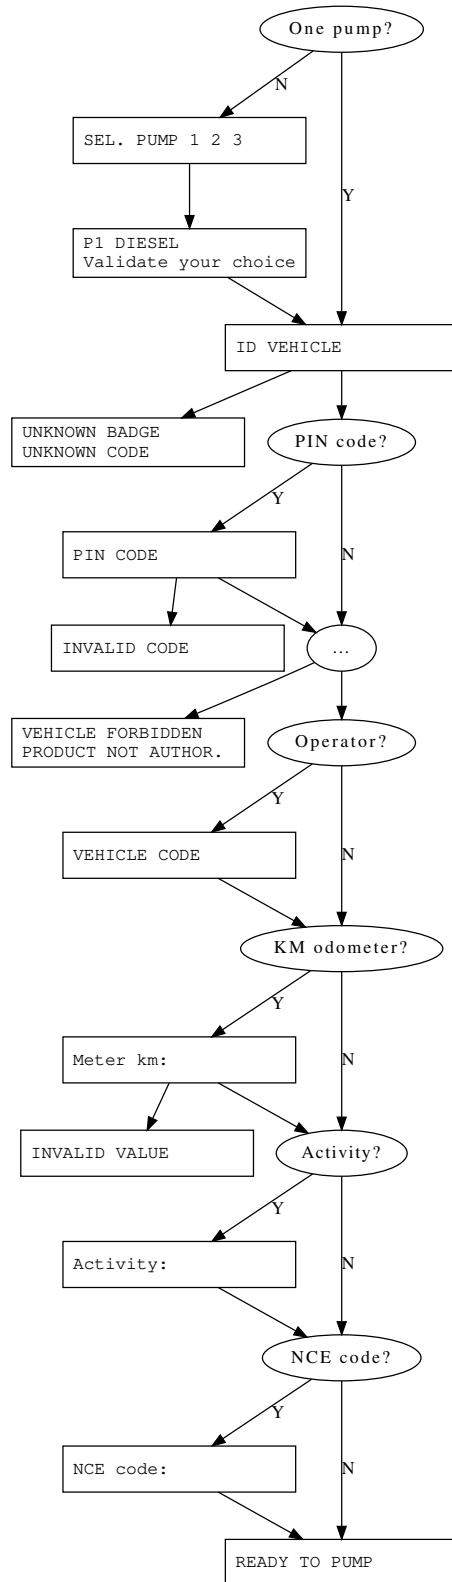 One pump?
N
SEL. PUMP 1 2 3
Y
P1 DIESEL
Validate your choice
ID VEHICLE
UNKNOWN BADGE
UNKNOWN CODE
PIN code?
Y
PIN CODE
N
INVALID CODE
...
VEHICLE FORBIDDEN
PRODUCT NOT AUTHOR.
Operator?
Y
VEHICLE CODE
N
KM odometer?
Y
Meter km:
N
INVALID VALUE
Activity?
Y
Activity:
N
NCE code?
Y
NCE code:
N
READY TO PUMP